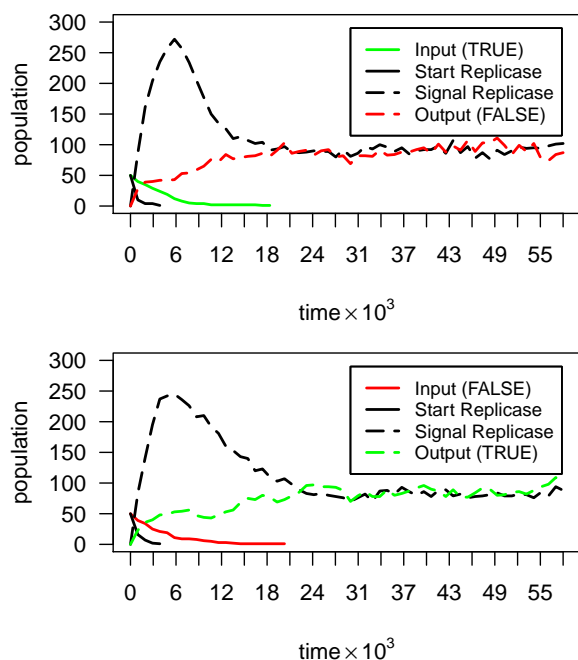 300
250
200
150
100
50
0
population
Input (TRUE)
Start Replicase
Signal Replicase
Output (FALSE)
0 6 12 18 24 30 37 43 49 55
time×10³
300
250
200
150
100
50
0
population
Input (FALSE)
Start Replicase
Signal Replicase
Output (TRUE)
0 6 12 18 24 30 37 43 49 55
time×10³